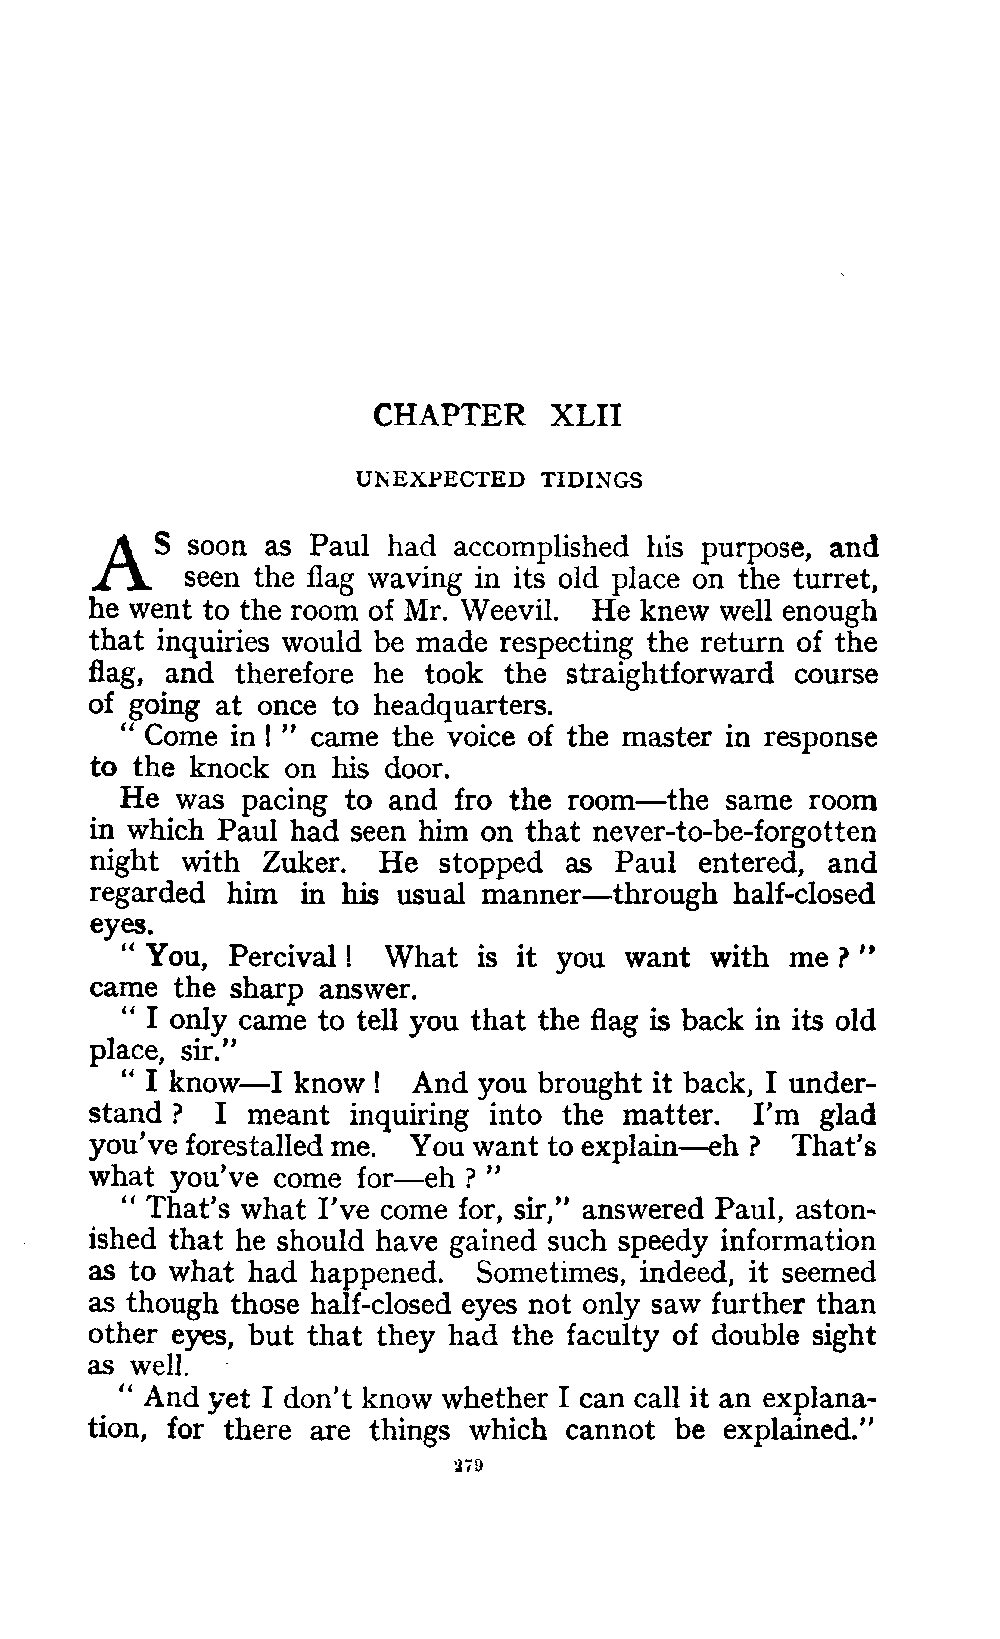 CHAPTER XLII
UNEXPECTED TIDINGS
AS soon as Paul had accomplished his purpose, and
seen the flag waving in its old place on the turret,
he went to the room of Mr. Weevil. He knew well enough
that inquiries would be made respecting the return of the
flag, and therefore he took the straightforward course
of going at once to headquarters.
“ Come in ! ” came the voice of the master in response
to the knock on his door.
He was pacing to and fro the room—the same room
in which Paul had seen him on that never-to-be-forgotten
night with Zuker. He stopped as Paul entered, and
regarded him in his usual manner—through half-closed
eyes.
“ You, Percival ! What is it you want with me ? ”
came the sharp answer.
“ I only came to tell you that the flag is back in its old
place, sir.”
“ I know—I know ! And you brought it back, I under-
stand ? I meant inquiring into the matter. I’m glad
you’ve forestalled me. You want to explain—eh ? That’s
what you’ve come for—eh ? ”
“ That’s what I’ve come for, sir,” answered Paul, aston-
ished that he should have gained such speedy information
as to what had happened. Sometimes, indeed, it seemed
as though those half-closed eyes not only saw further than
other eyes, but that they had the faculty of double sight
as well.
“ And yet I don’t know whether I can call it an explana-
tion, for there are things which cannot be explained.”
279